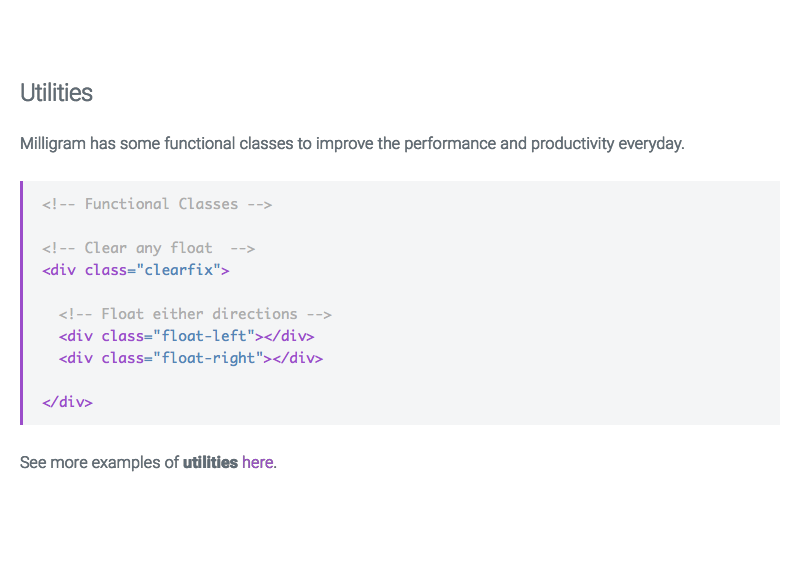 Utilities
Milligram has some functional classes to improve the performance and productivity everyday.
<!-- Functional Classes -->
<!-- Clear any float  -->
<div class="clearfix">
  <!-- Float either directions -->
  <div class="float-left"></div>
  <div class="float-right"></div>
</div>
See more examples of utilities here.